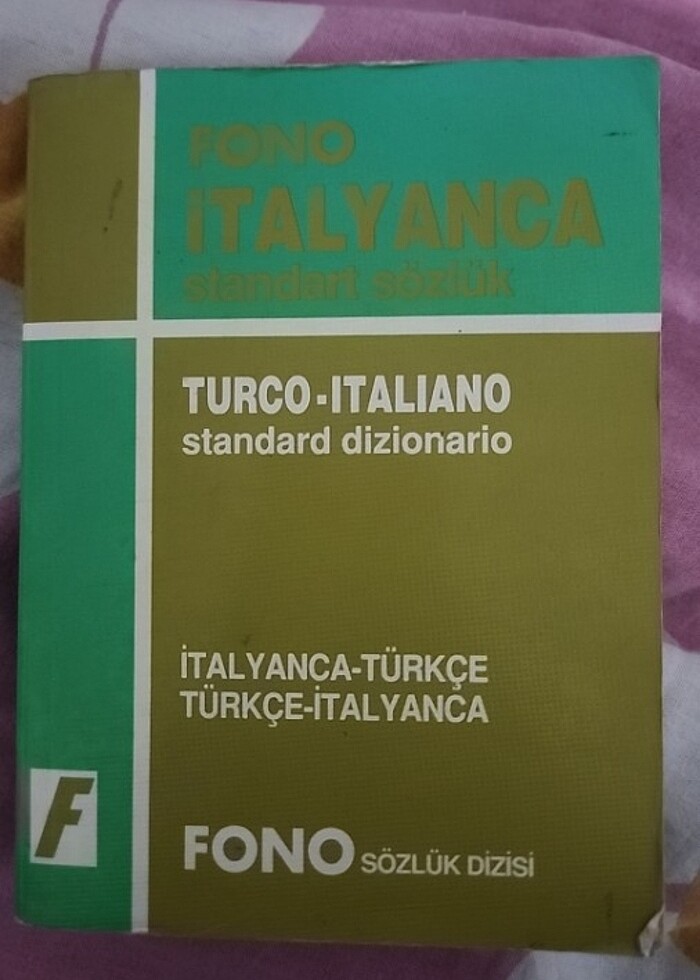 FONO
İTALYANCA
standart sözlük
TURCO-ITALIANO
standard dizionario
İTALYANCA-TÜRKÇE
TÜRKÇE-İTALYANCA
F
FONO SÖZLÜK DİZİSİ